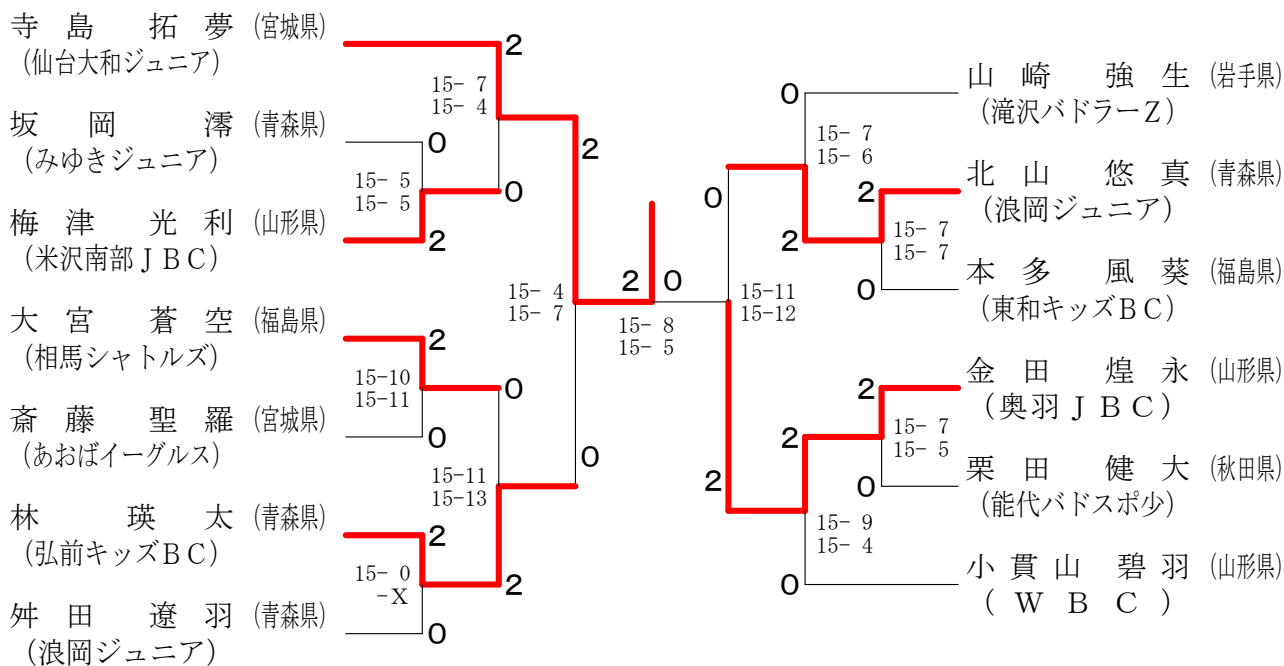 寺島 拓夢 (宮城県)
(仙台大和ジュニア)
2
15- 7
15- 4
坂岡 澪 (青森県)
(みゆきジュニア)
0
15- 5
15- 5
0
梅津 光利 (山形県)
(米沢南部ＪＢＣ)
2
2
15- 4
15- 7
大宮 蒼空 (福島県)
(相馬シャトルズ)
2
15-10
15-11
0
斎藤 聖羅 (宮城県)
(あおばイーグルス)
0
15-11
15-13
0
林 瑛太 (青森県)
(弘前キッズＢＣ)
2
15- 0
-X
2
舛田 遼羽 (青森県)
(浪岡ジュニア)
0
2 0
15- 8
15- 5
山崎 強生 (岩手県)
(滝沢バドラーＺ)
0
15- 7
15- 6
0
北山 悠真 (青森県)
(浪岡ジュニア)
2
2
15- 7
15- 7
本多 風葵 (福島県)
(東和キッズＢＣ)
0
15-11
15-12
金田 煌永 (山形県)
(奥羽ＪＢＣ)
2
2
15- 7
15- 5
栗田 健大 (秋田県)
(能代バドスポ少)
0
2
15- 9
15- 4
小貫山 碧羽 (山形県)
(ＷＢＣ)
0